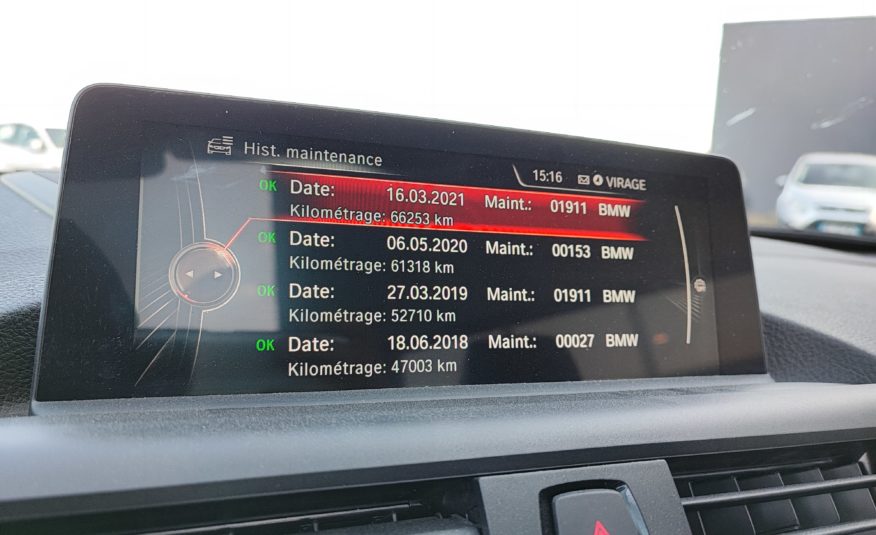 Hist. maintenance
15:16 VIRAGE
OK Date: 16.03.2021 Maint.: 01911 BMW
Kilométrage: 66253 km
OK Date: 06.05.2020 Maint.: 00153 BMW
Kilométrage: 61318 km
OK Date: 27.03.2019 Maint.: 01911 BMW
Kilométrage: 52710 km
OK Date: 18.06.2018 Maint.: 00027 BMW
Kilométrage: 47003 km